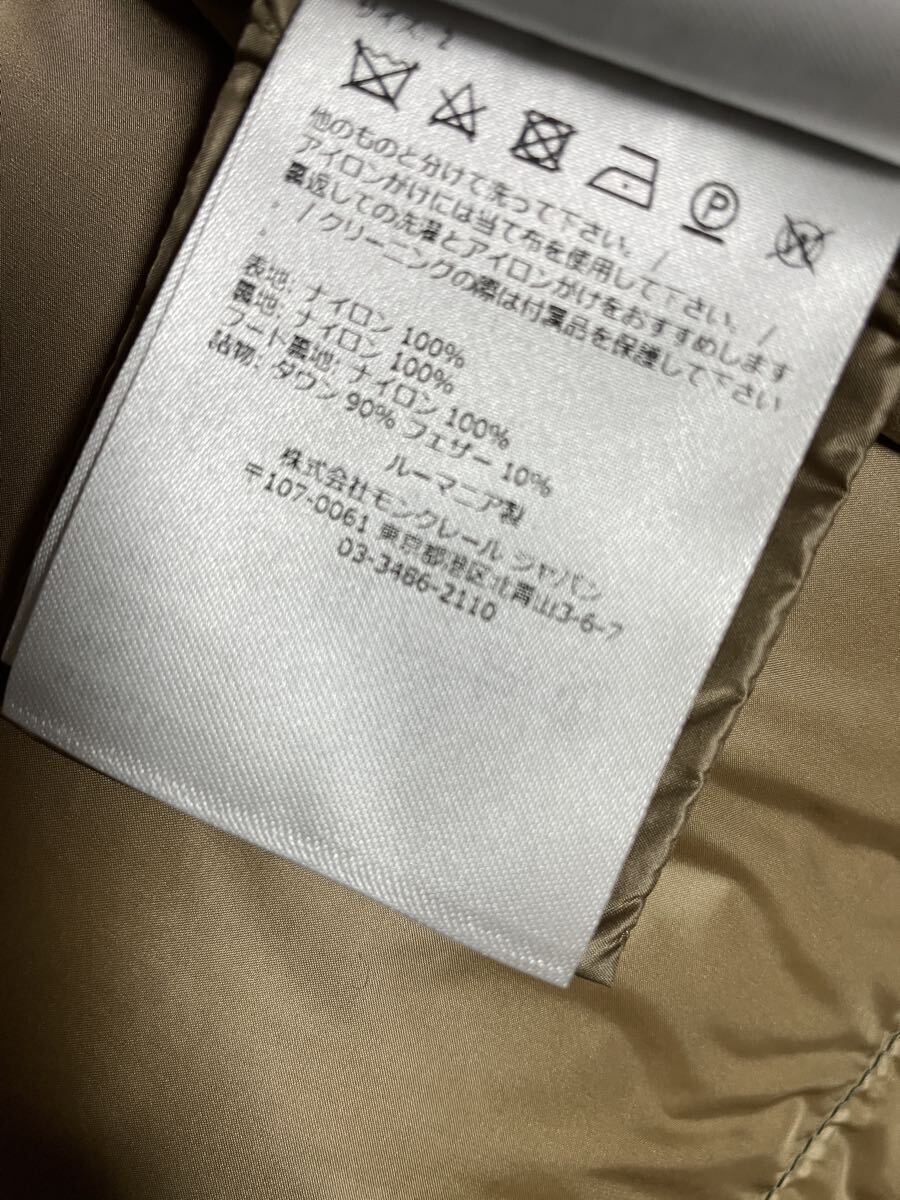 サイズ: 2
P
W
他のものと分けて洗って下さい。 /
アイロンがけには当て布を使用して下さい。 /
裏返しての洗濯とアイロンがけをおすすめします
. / クリーニングの際は付属品を保護して下さい
.
表地: ナイロン 100%
裏地: ナイロン 100%
フード裏地: ナイロン 100%
詰物: ダウン 90% フェザー 10%
ルーマニア製
株式会社モンクレール ジャパン
〒107-0061 東京都港区北青山3-6-7
03-3486-2110